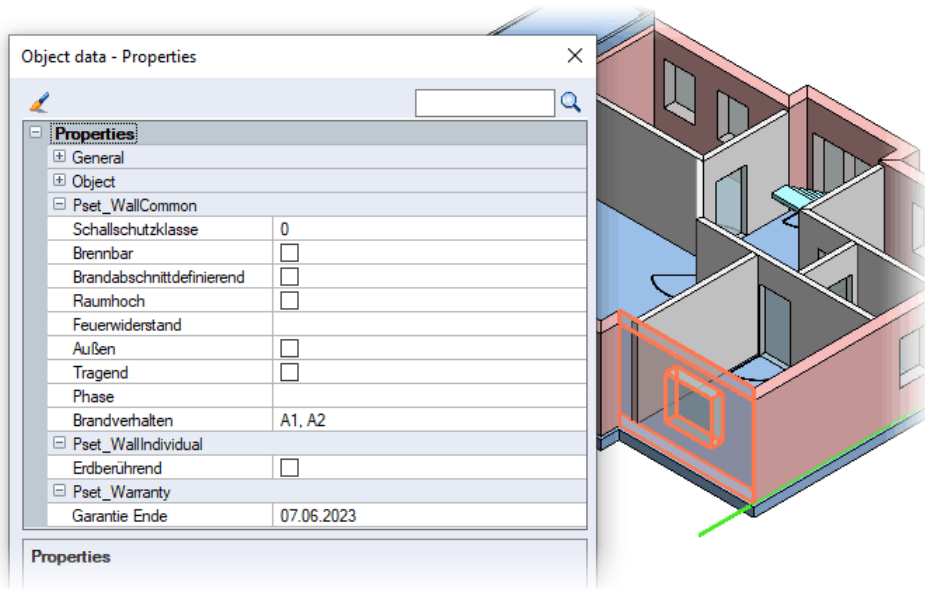 Object data - Properties
Properties
General
Object
Pset_WallCommon
Schallschutzklasse 0
Brennbar
Brandabschnittdefinierend
Raumhoch
Feuerwiderstand
Außen
Tragend
Phase
Brandverhalten A1, A2
Pset_WallIndividual
Erdberührend
Pset_Warranty
Garantie Ende 07.06.2023
Properties